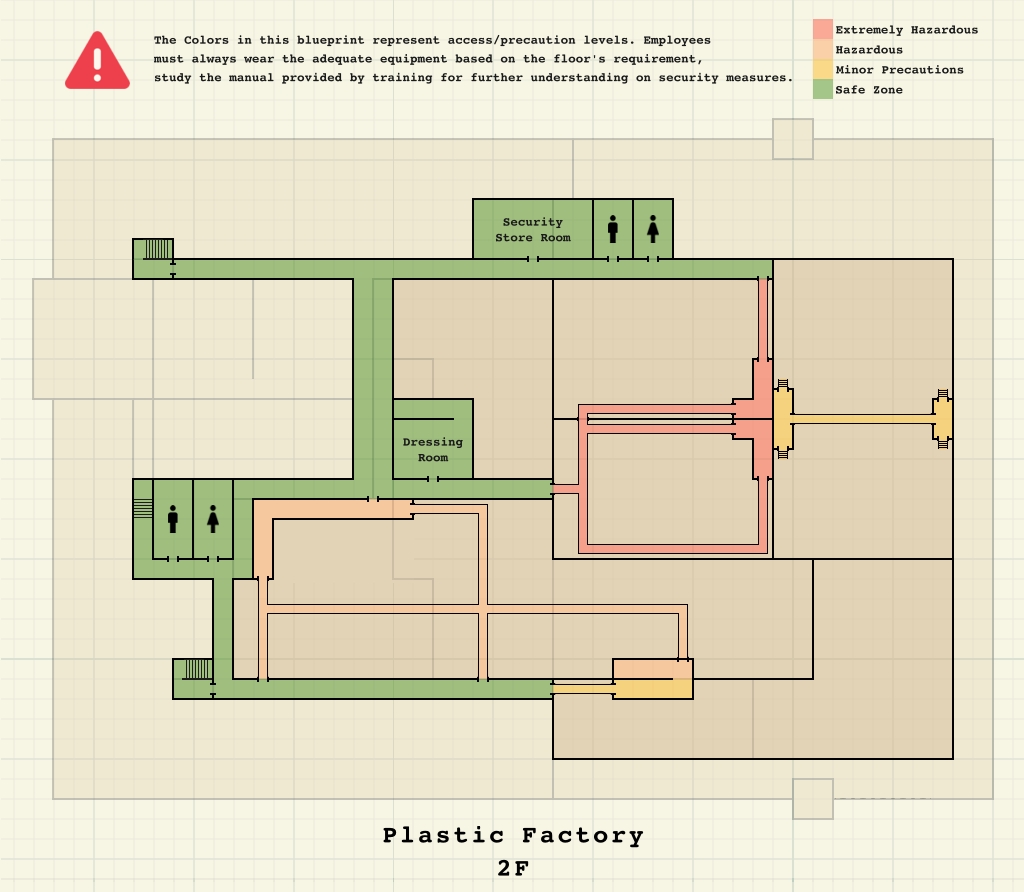 The Colors in this blueprint represent access/precaution levels. Employees
must always wear the adequate equipment based on the floor's requirement,
study the manual provided by training for further understanding on security measures.
Extremely Hazardous
Hazardous
Minor Precautions
Safe Zone
Security
Store Room
Dressing
Room
Plastic Factory
2F